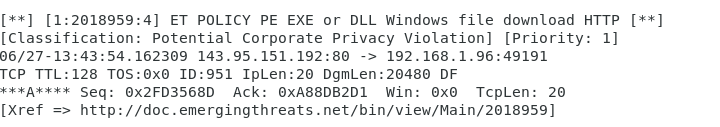 [**] [1:2018959:4] ET POLICY PE EXE or DLL Windows file download HTTP [**]
[Classification: Potential Corporate Privacy Violation] [Priority: 1]
06/27-13:43:54.162309 143.95.151.192:80 -> 192.168.1.96:49191
TCP TTL:128 TOS:0x0 ID:951 IpLen:20 DgmLen:20480 DF
***A**** Seq: 0x2FD3568D  Ack: 0xA88DB2D1  Win: 0x0  TcpLen: 20
[Xref => http://doc.emergingthreats.net/bin/view/Main/2018959]